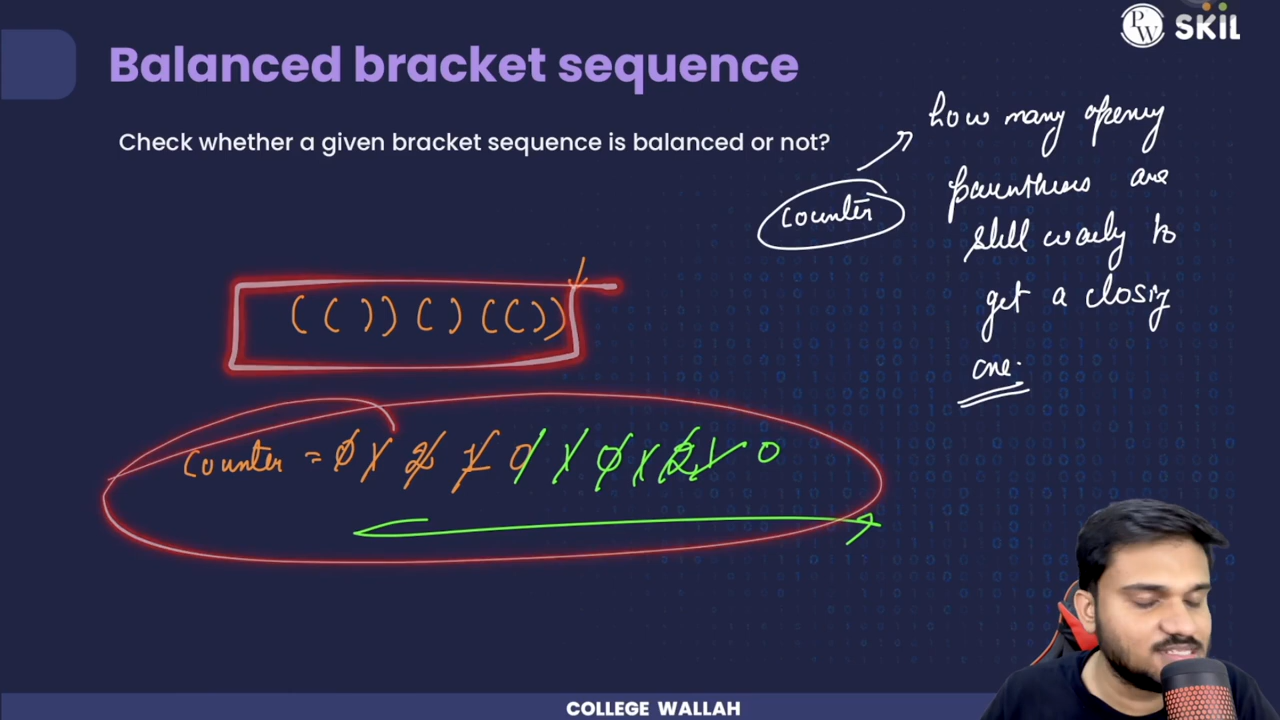 PW SKIL
Balanced bracket sequence
Check whether a given bracket sequence is balanced or not?
how many opening
counter
parentheses are
still waiting to
get a closing
one.
( ( ) ) ( ) ( ( ) )
counter = 0 1 2 1 0 1 0 1 2 1 0
COLLEGE WALLAH